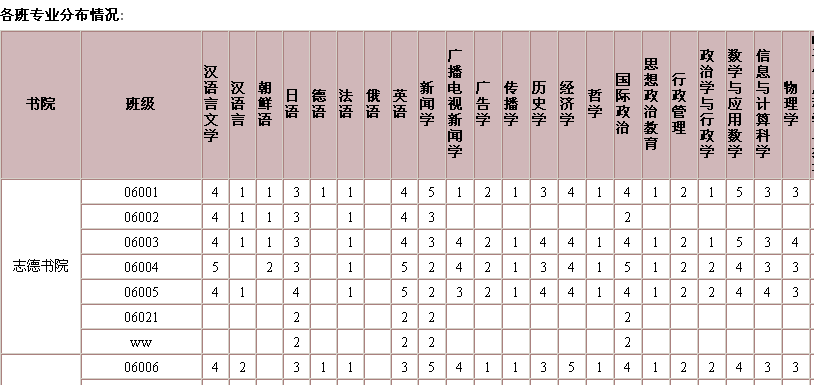 各班专业分布情况:
书院 班级 汉语言文学 汉语言 朝鲜语 日语 德语 法语 俄语 英语 新闻学 广播电视新闻学 广告学 传播学 历史学 经济学 哲学 国际政治 思想政治教育 行政管理 政治学与行政学 数学与应用数学 信息与计算科学 物理学
志德书院
06001 4 1 1 3 1 1 4 5 1 2 1 3 4 1 4 1 2 1 5 3 3
06002 4 1 1 3 1 4 3 2
06003 4 1 1 3 1 4 3 4 2 1 4 4 1 4 1 2 1 5 3 4
06004 5 2 3 1 5 2 4 2 1 3 4 1 5 1 2 2 4 3 3
06005 4 1 4 1 5 2 3 2 1 4 4 1 4 1 2 2 4 4 3
06021 2 2 2 2
ww 2 2 2 2
06006 4 2 3 1 1 3 5 4 1 1 3 5 1 4 1 2 2 4 3 3